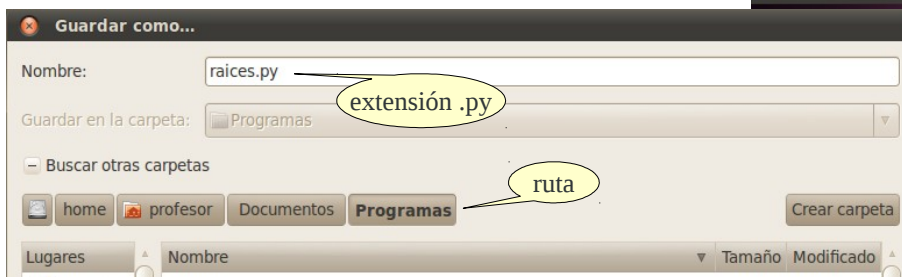 Guardar como...
Nombre: raices.py
extensión .py
Guardar en la carpeta: Programas
Buscar otras carpetas
ruta
home profesor Documentos Programas Crear carpeta
Lugares Nombre Tamaño Modificado